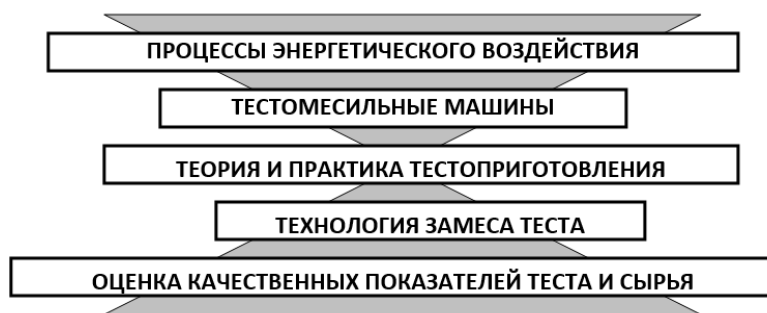 ПРОЦЕССЫ ЭНЕРГЕТИЧЕСКОГО ВОЗДЕЙСТВИЯ
ТЕСТОМЕСИЛЬНЫЕ МАШИНЫ
ТЕОРИЯ И ПРАКТИКА ТЕСТОПРИГОТОВЛЕНИЯ
ТЕХНОЛОГИЯ ЗАМЕСА ТЕСТА
ОЦЕНКА КАЧЕСТВЕННЫХ ПОКАЗАТЕЛЕЙ ТЕСТА И СЫРЬЯ